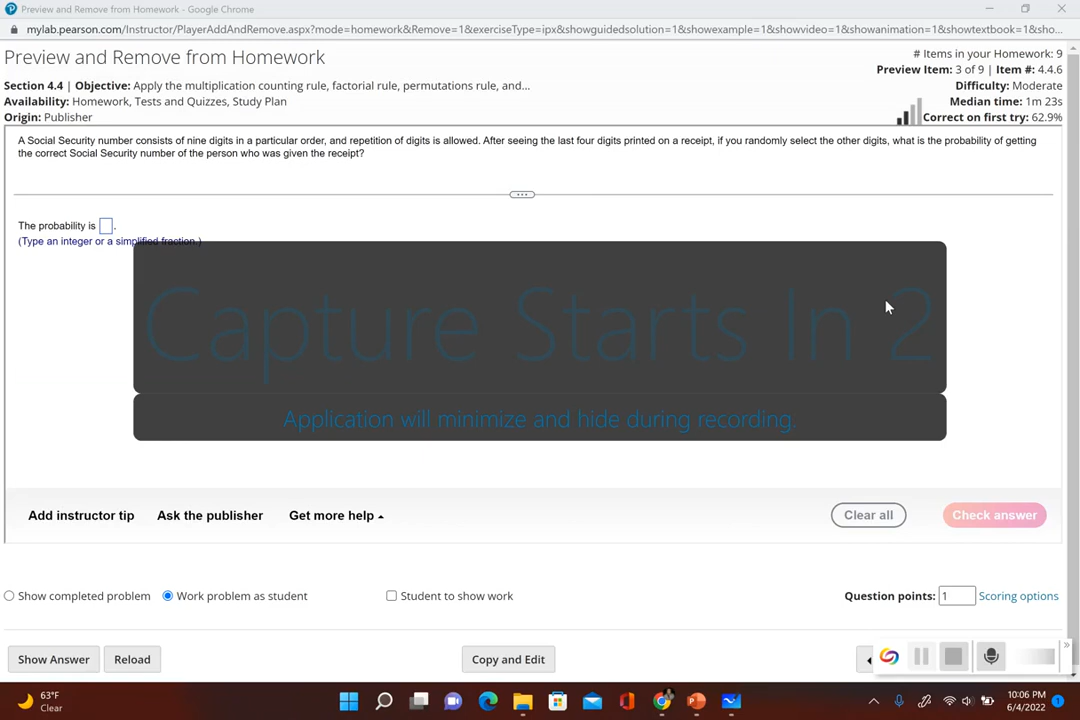 Preview and Remove from Homework - Google Chrome
mylab.pearson.com/Instructor/PlayerAddAndRemove.aspx?mode=homework&Remove=1&exerciseType=ipx&showguidedsolution=1&showexample=1&showvideo=1&showanimation=1&showtextbook=1&sho...
Preview and Remove from Homework
# Items in your Homework: 9
Preview Item: 3 of 9 | Item #: 4.4.6
Section 4.4 | Objective: Apply the multiplication counting rule, factorial rule, permutations rule, and...
Difficulty: Moderate
Availability: Homework, Tests and Quizzes, Study Plan
Median time: 1m 23s
Origin: Publisher
Correct on first try: 62.9%
A Social Security number consists of nine digits in a particular order, and repetition of digits is allowed. After seeing the last four digits printed on a receipt, if you randomly select the other digits, what is the probability of getting
the correct Social Security number of the person who was given the receipt?
The probability is .
(Type an integer or a simplified fraction.)
Capture Starts In 2
Application will minimize and hide during recording.
Add instructor tip Ask the publisher Get more help
Clear all Check answer
Show completed problem Work problem as student Student to show work Question points: 1 Scoring options
Show Answer Reload Copy and Edit
63°F
Clear
10:06 PM
6/4/2022
1